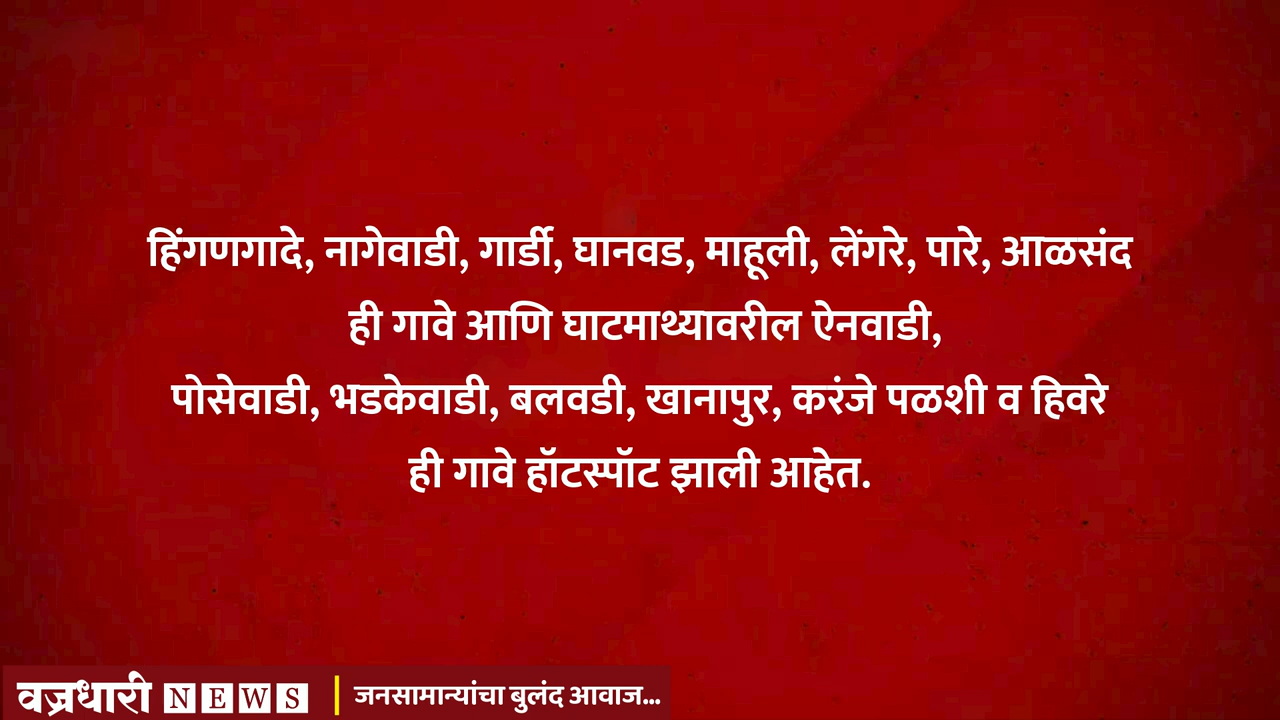 हिंगणगादे, नागेवाडी, गार्डी, घानवड, माहूली, लेंगरे, पारे, आळसंद
ही गावे आणि घाटमाथ्यावरील ऐनवाडी,
पोसेवाडी, भडकेवाडी, बलवडी, खानापुर, करंजे पळशी व हिवरे
ही गावे हॉटस्पॉट झाली आहेत.
वज्रधारी NEWS जनसामान्यांचा बुलंद आवाज...